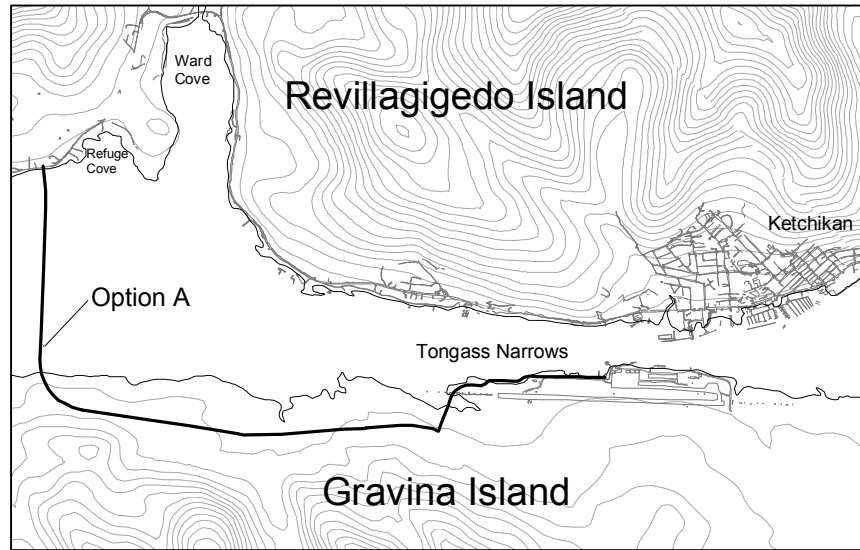 Ward
Cove
Revillagigedo Island
Refuge
Cove
Ketchikan
Option A
Tongass Narrows
Gravina Island